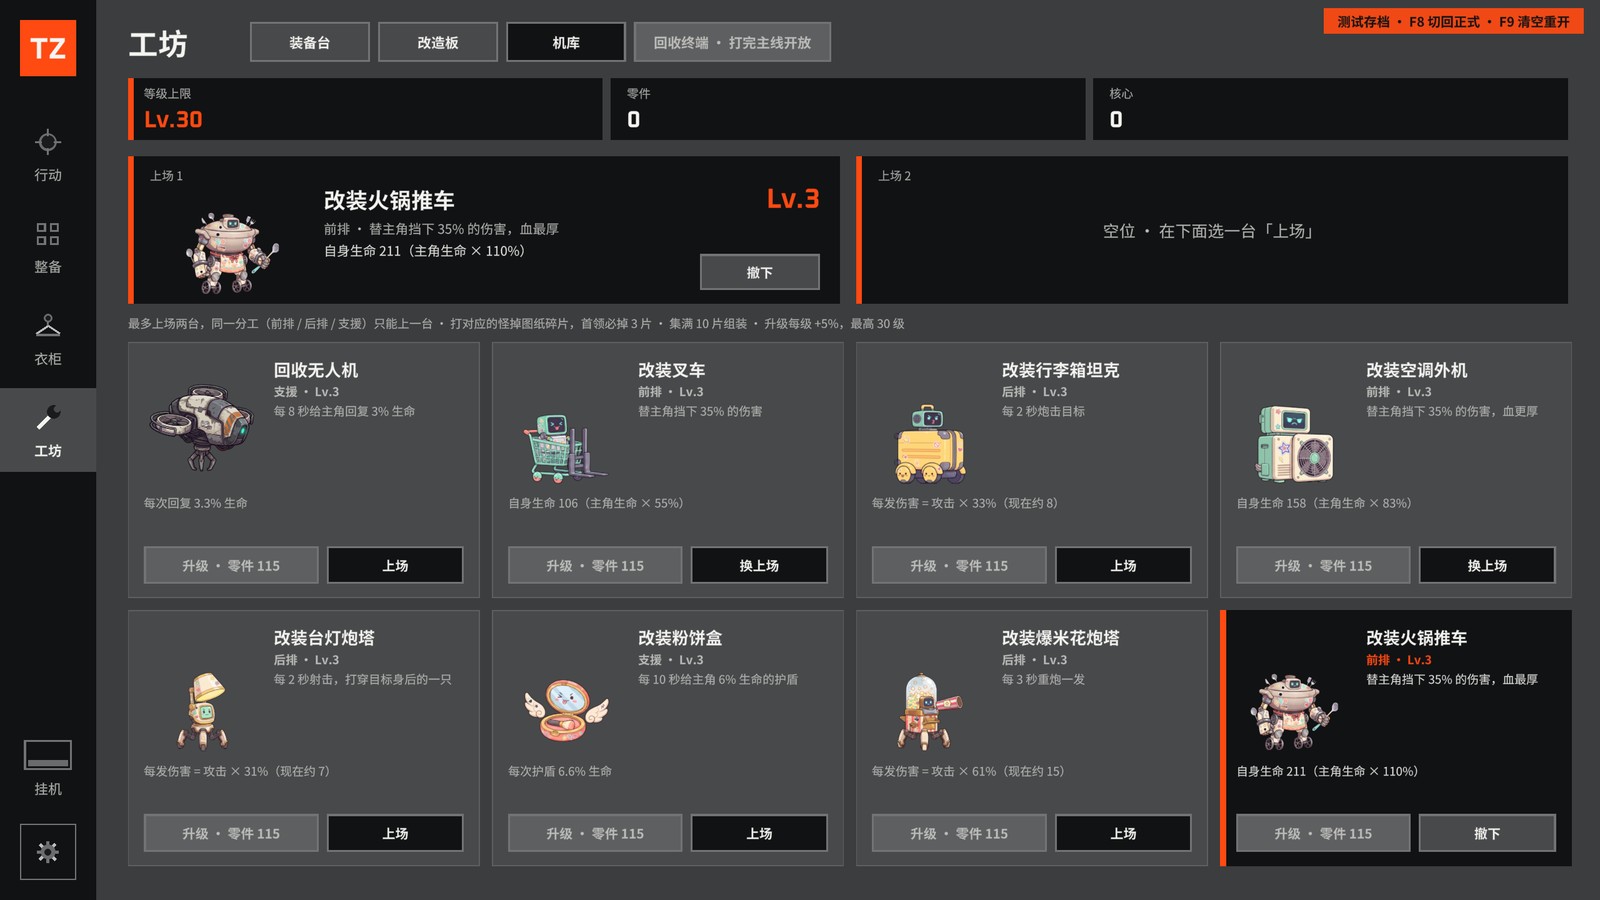 TZ
工坊
装备台
改造板
机库
回收终端 · 打完主线开放
测试存档 · F8 切回正式 · F9 清空重开
行动
整备
衣柜
工坊
挂机
等级上限
Lv.30
零件
0
核心
0
上场 1
改装火锅推车
Lv.3
前排 · 替主角挡下 35% 的伤害，血最厚
自身生命 211（主角生命 × 110%）
撤下
上场 2
空位 · 在下面选一台「上场」
最多上场两台，同一分工（前排 / 后排 / 支援）只能上一台 · 打对应的怪掉图纸碎片，首领必掉 3 片 · 集满 10 片组装 · 升级每级 +5%，最高 30 级
回收无人机
支援 · Lv.3
每 8 秒给主角回复 3% 生命
每次回复 3.3% 生命
升级 · 零件 115
上场
改装叉车
前排 · Lv.3
替主角挡下 35% 的伤害
自身生命 106（主角生命 × 55%）
升级 · 零件 115
换上场
改装行李箱坦克
后排 · Lv.3
每 2 秒炮击目标
每发伤害 = 攻击 × 33%（现在约 8）
升级 · 零件 115
上场
改装空调外机
前排 · Lv.3
替主角挡下 35% 的伤害，血更厚
自身生命 158（主角生命 × 83%）
升级 · 零件 115
换上场
改装台灯炮塔
后排 · Lv.3
每 2 秒射击，打穿目标身后的一只
每发伤害 = 攻击 × 31%（现在约 7）
升级 · 零件 115
上场
改装粉饼盒
支援 · Lv.3
每 10 秒给主角 6% 生命的护盾
每次护盾 6.6% 生命
升级 · 零件 115
上场
改装爆米花炮塔
后排 · Lv.3
每 3 秒重炮一发
每发伤害 = 攻击 × 61%（现在约 15）
升级 · 零件 115
上场
改装火锅推车
前排 · Lv.3
替主角挡下 35% 的伤害，血最厚
自身生命 211（主角生命 × 110%）
升级 · 零件 115
撤下